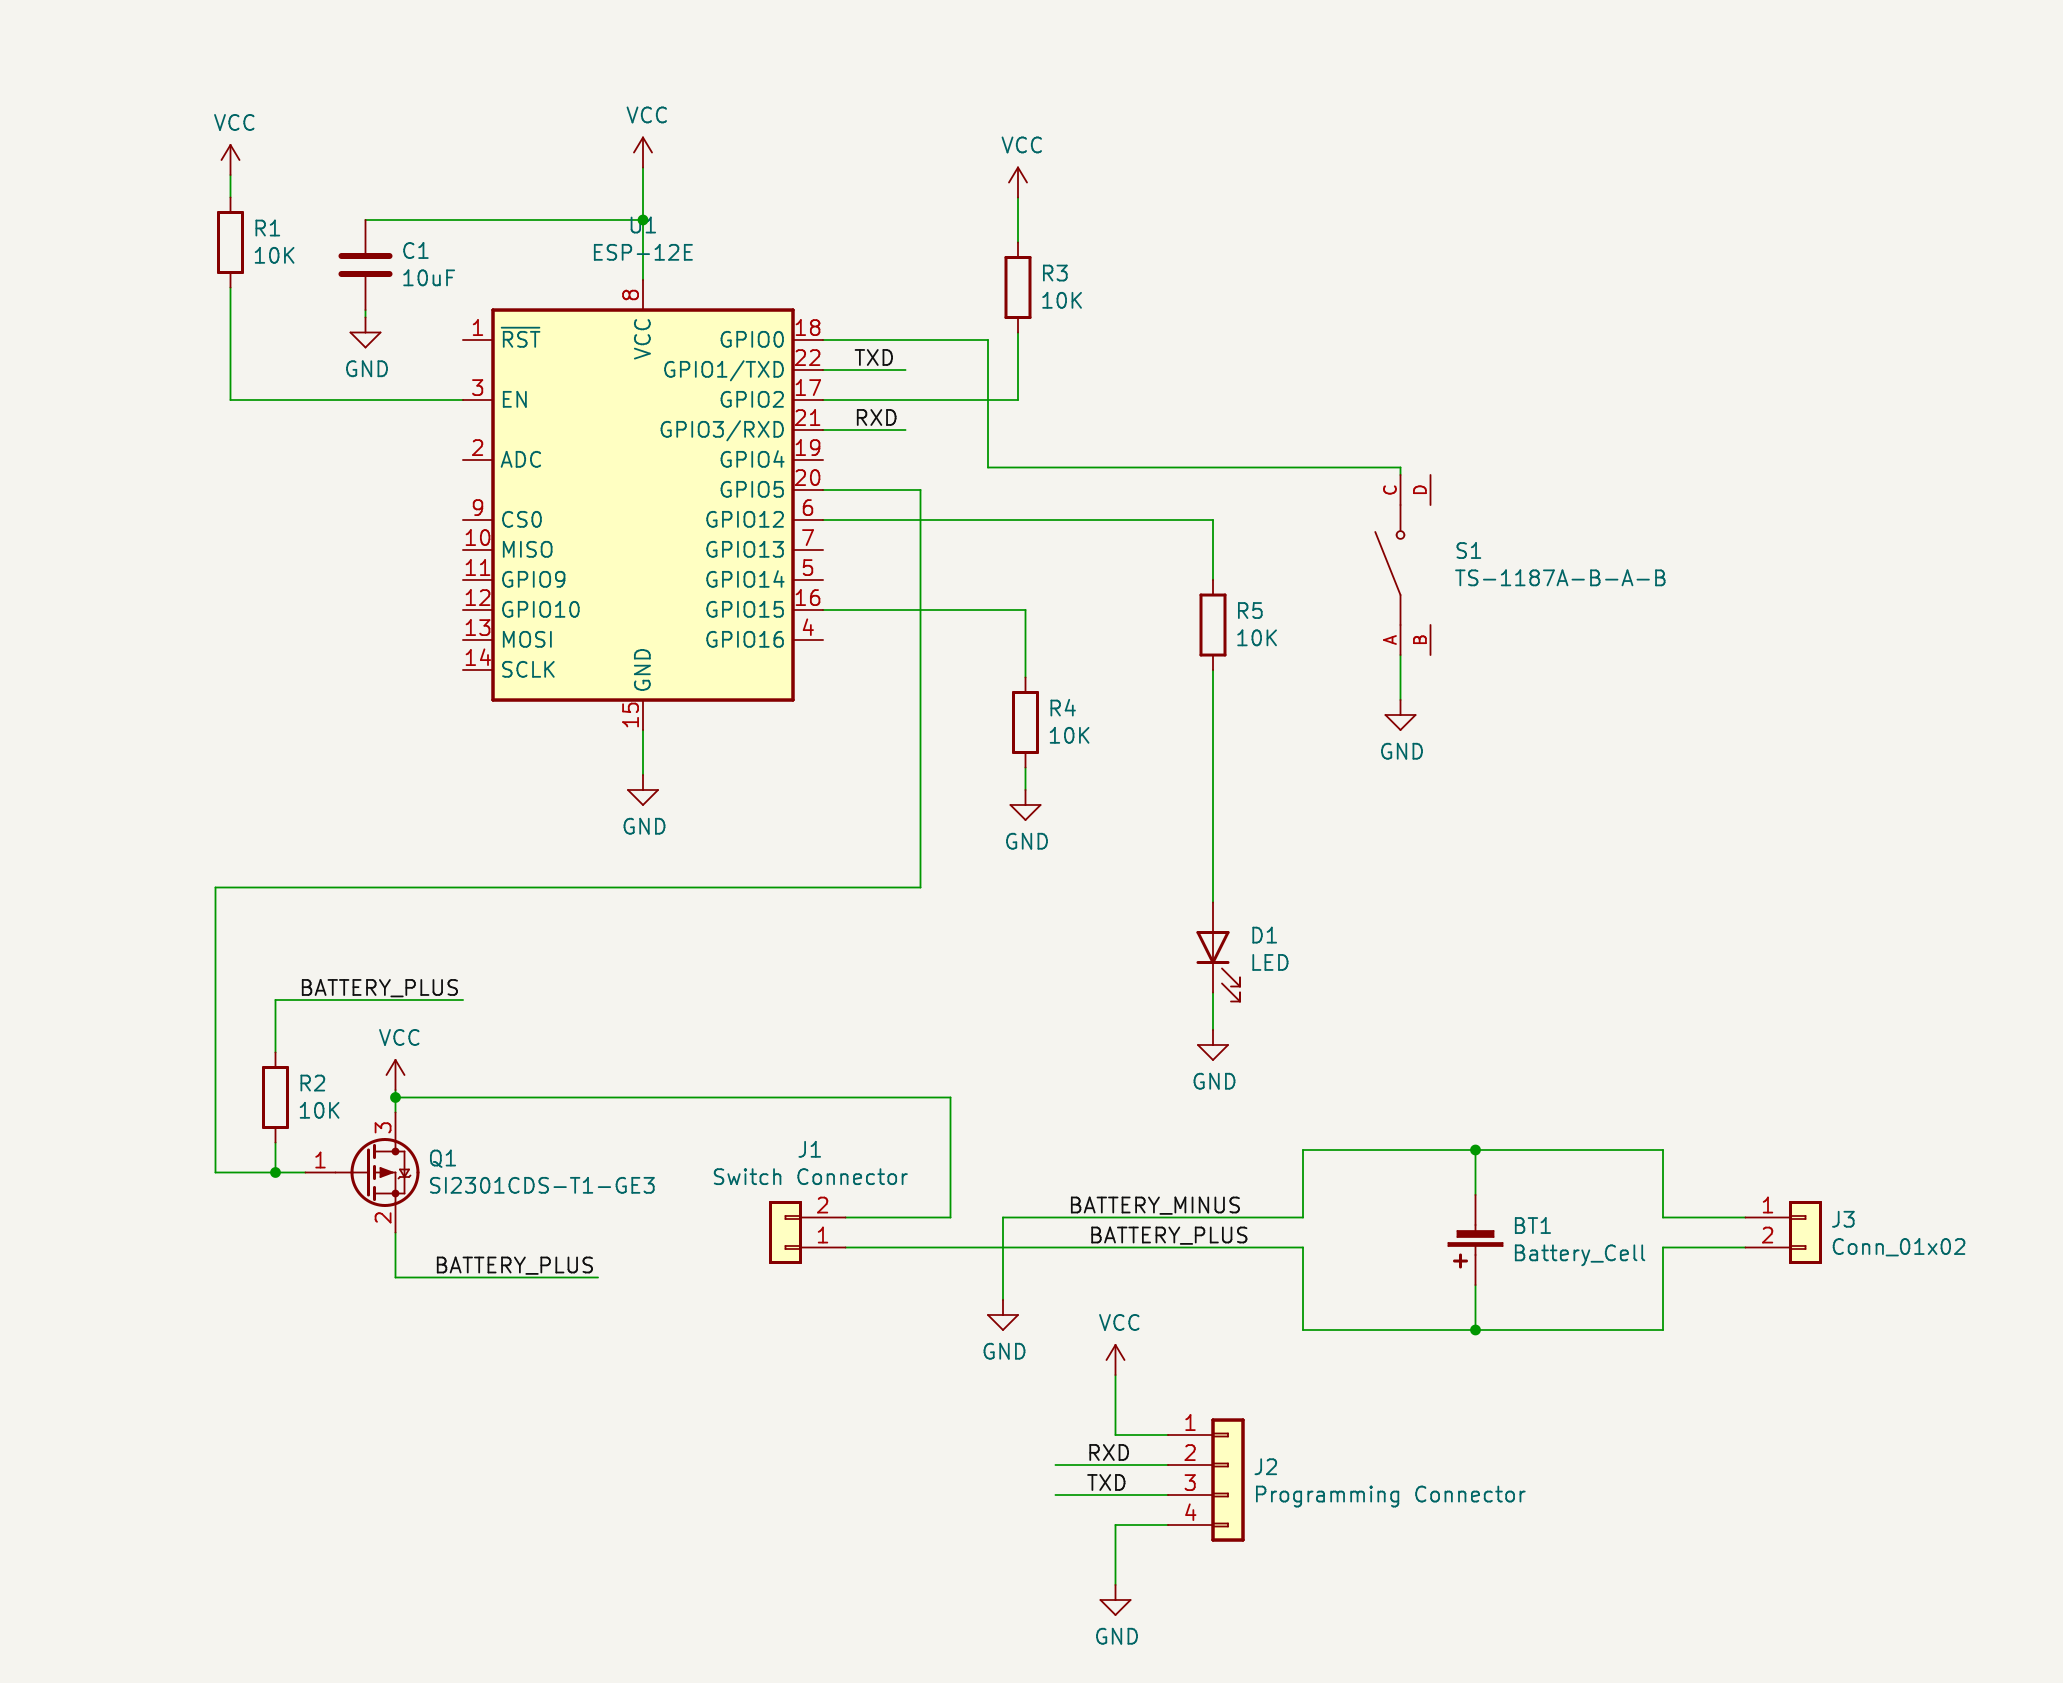 VCC
R1
10K
C1
10uF
GND
VCC
U1
ESP-12E
8
VCC
1
RST
3
EN
2
ADC
9
CS0
10
MISO
11
GPIO9
12
GPIO10
13
MOSI
14
SCLK
GPIO0
18
GPIO1/TXD
22
TXD
GPIO2
17
GPIO3/RXD
21
RXD
GPIO4
19
GPIO5
20
GPIO12
6
GPIO13
7
GPIO14
5
GPIO15
16
GPIO16
4
GND
15
GND
VCC
R3
10K
R4
10K
GND
R5
10K
D1
LED
GND
C
D
S1
TS-1187A-B-A-B
A
B
GND
BATTERY_PLUS
VCC
R2
10K
3
1
Q1
SI2301CDS-T1-GE3
2
BATTERY_PLUS
J1
Switch Connector
2
1
BATTERY_MINUS
BATTERY_PLUS
GND
BT1
Battery_Cell
+
1
2
J3
Conn_01x02
VCC
1
RXD
2
TXD
3
4
J2
Programming Connector
GND